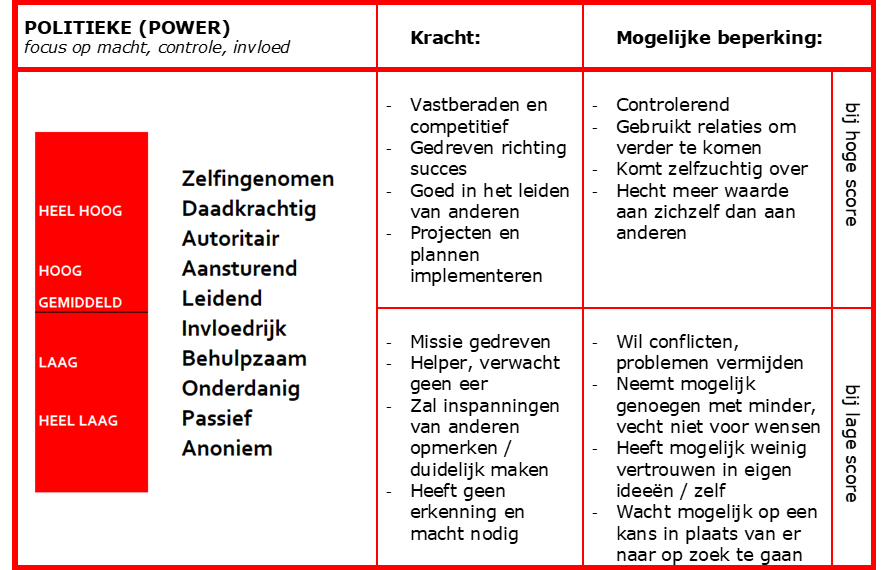 POLITIEKE (POWER)
focus op macht, controle, invloed
Kracht:
Mogelijke beperking:
HEEL HOOG
HOOG
GEMIDDELD
LAAG
HEEL LAAG
Zelfingenomen
Daadkrachtig
Autoritair
Aansturend
Leidend
Invloedrijk
Behulpzaam
Onderdanig
Passief
Anoniem
- Vastberaden en
competitief
- Gedreven richting
succes
- Goed in het leiden
van anderen
- Projecten en
plannen
implementeren
- Controlerend
- Gebruikt relaties om
verder te komen
- Komt zelfzuchtig over
- Hecht meer waarde
aan zichzelf dan aan
anderen
bij hoge score
- Missie gedreven
- Helper, verwacht
geen eer
- Zal inspanningen
van anderen
opmerken /
duidelijk maken
- Heeft geen
erkenning en
macht nodig
- Wil conflicten,
problemen vermijden
- Neemt mogelijk
genoegen met minder,
vecht niet voor wensen
- Heeft mogelijk weinig
vertrouwen in eigen
ideeën / zelf
- Wacht mogelijk op een
kans in plaats van er
naar op zoek te gaan
bij lage score